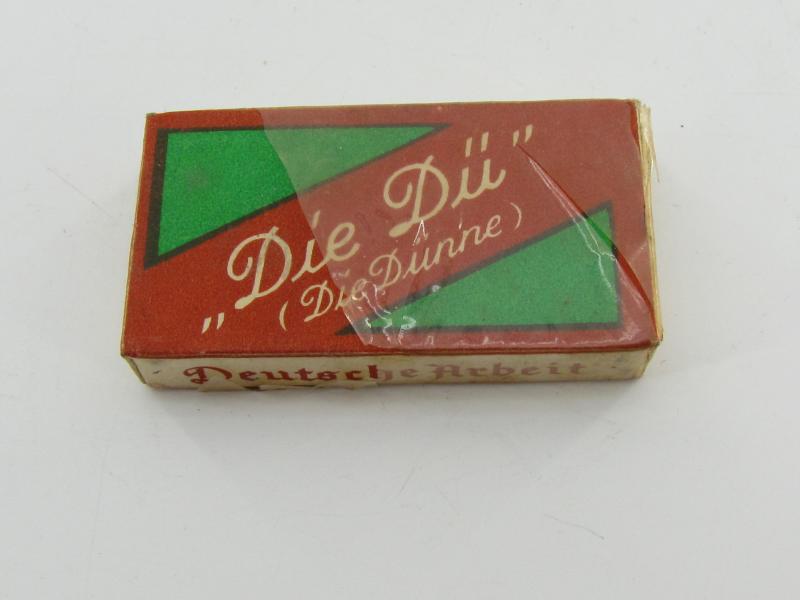 „Die Dü”
(Die Dünne)
Deutsche Arbeit